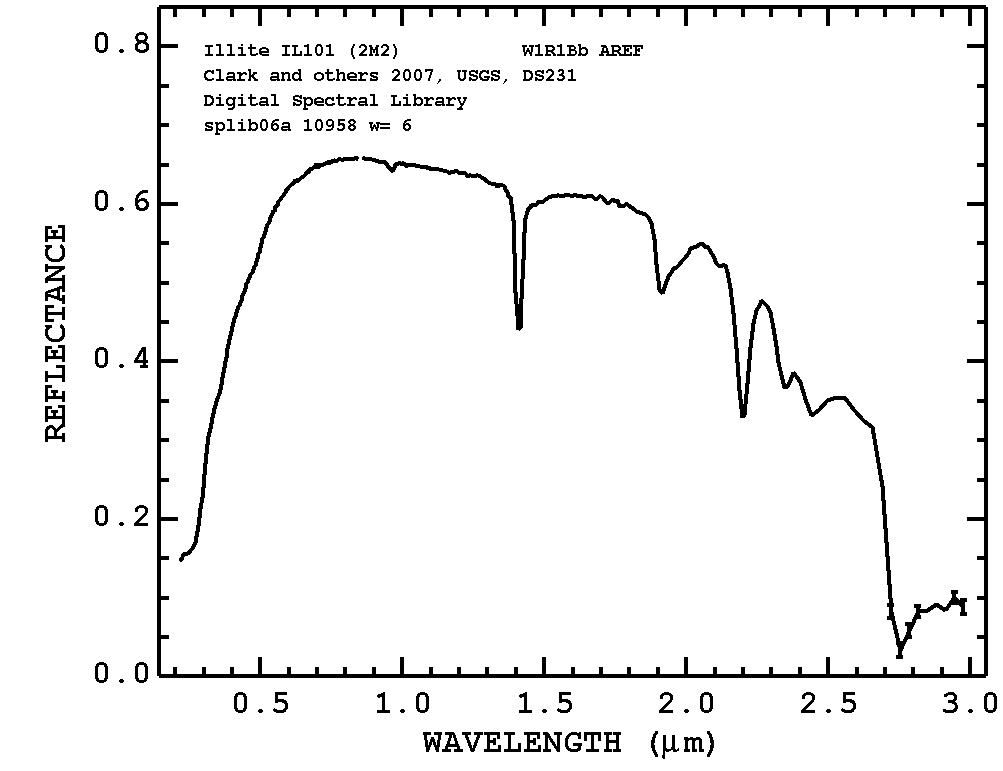 Illite IL101 (2M2) W1R1Bb AREF
Clark and others 2007, USGS, DS231
Digital Spectral Library
splib06a 10958 w= 6
0.8
0.6
0.4
0.2
0.0
REFLECTANCE
0.5 1.0 1.5 2.0 2.5 3.0
WAVELENGTH (μm)